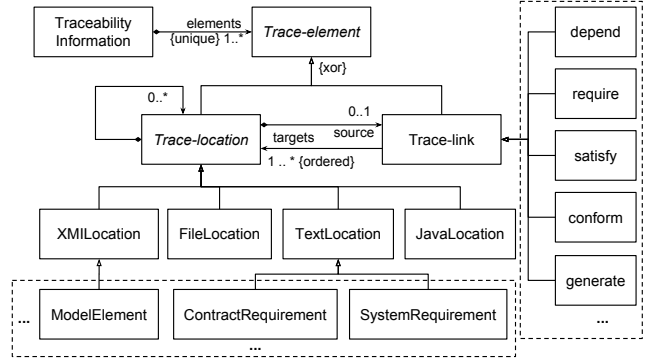 Traceability
Information
elements
{unique} 1..*
Trace-element
{xor}
0..*
Trace-location
0..1
targets
source
1 .. * {ordered}
Trace-link
XMILocation
FileLocation
TextLocation
JavaLocation
...
ModelElement
ContractRequirement
SystemRequirement
...
depend
require
satisfy
conform
generate
...